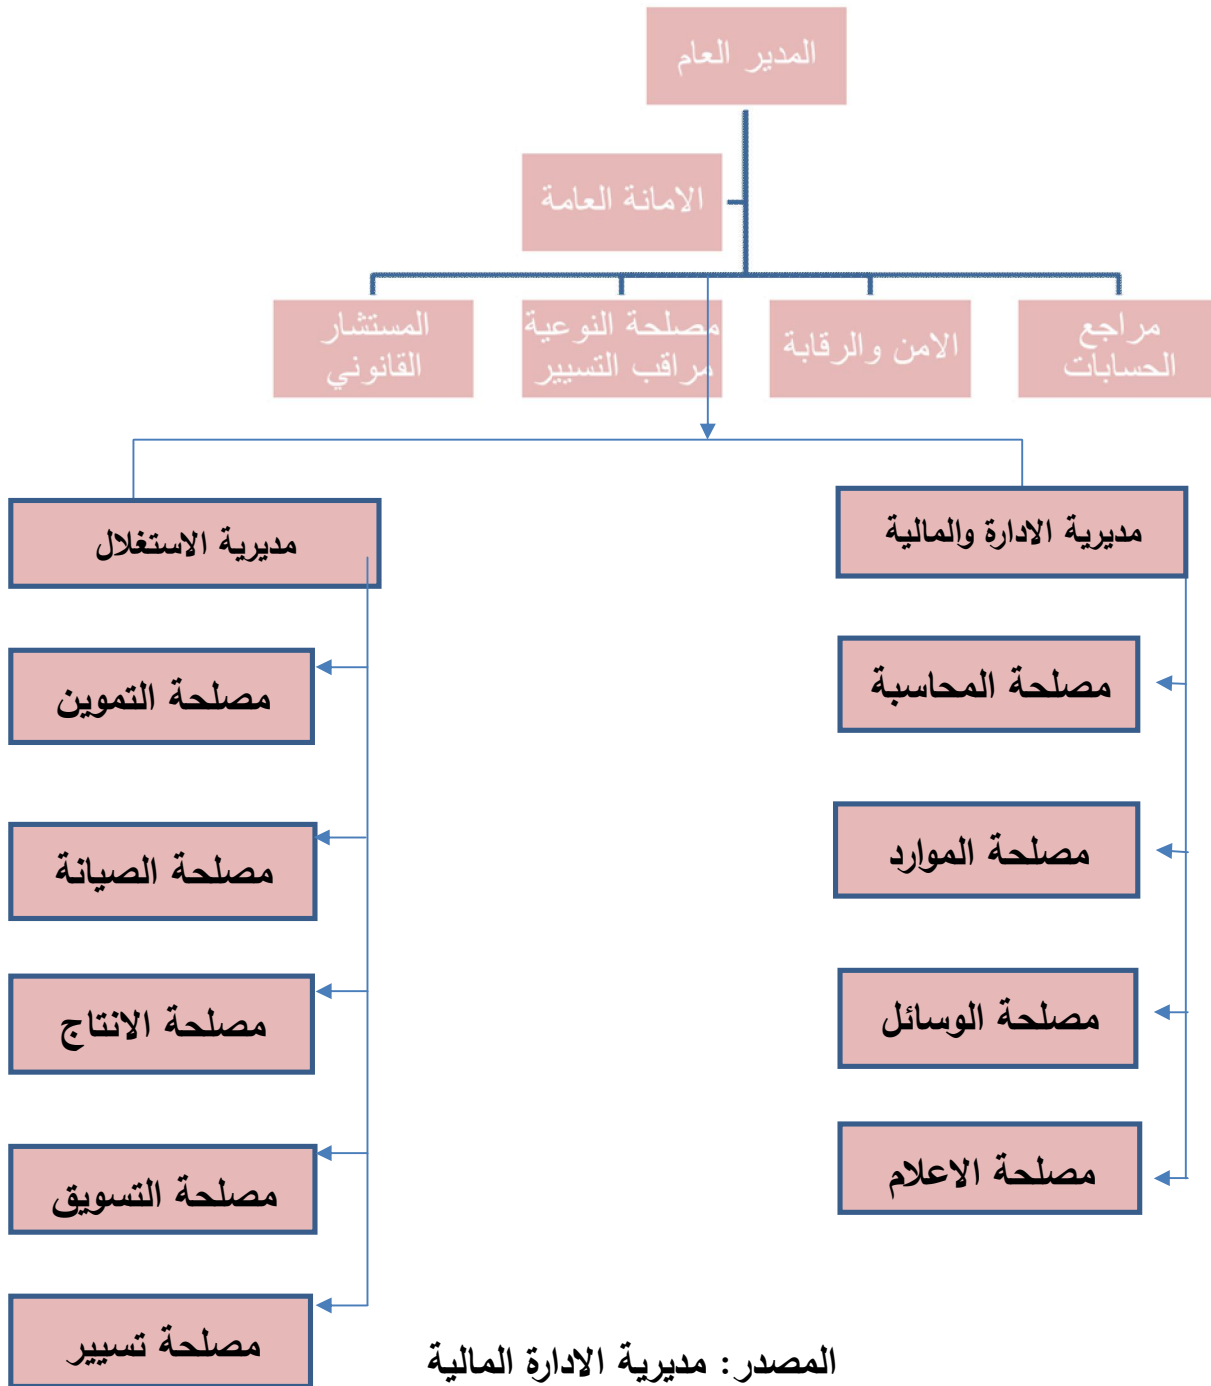 المدير العام
الامانة العامة
مراجع
الحسابات
الامن والرقابة
مصلحة النوعية
مراقب التسيير
المستشار
القانوني
مديرية الادارة والمالية
مديرية الاستغلال
مصلحة المحاسبة
مصلحة الموارد
مصلحة الوسائل
مصلحة الاعلام
مصلحة التموين
مصلحة الصيانة
مصلحة الانتاج
مصلحة التسويق
مصلحة تسيير
المصدر: مديرية الادارة المالية